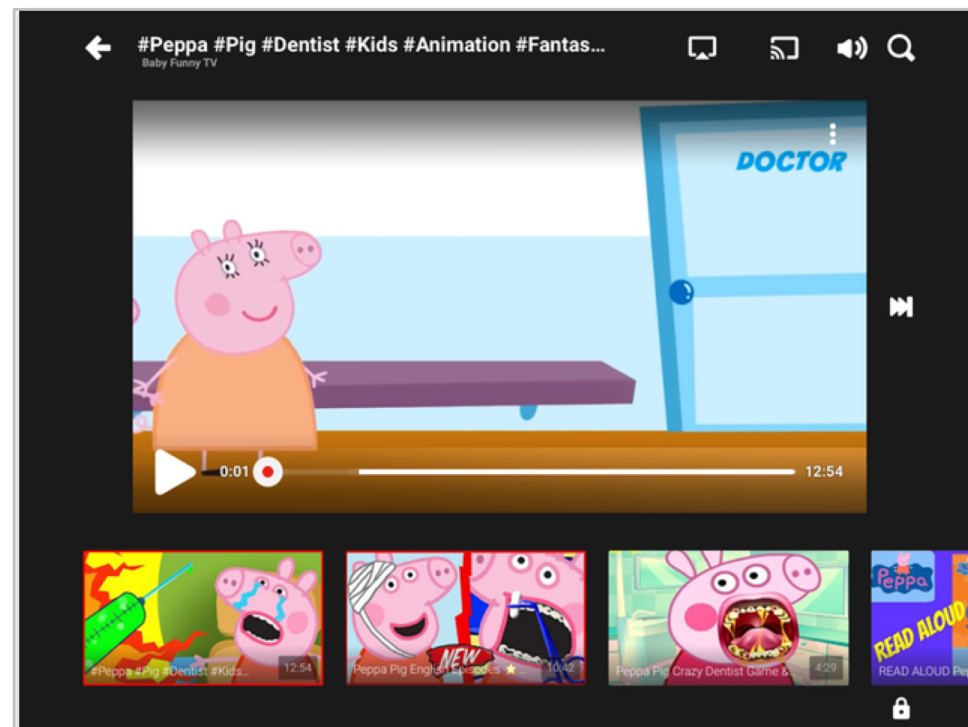 #Peppa #Pig #Dentist #Kids #Animation #Fantas...
Baby Funny TV
DOCTOR
0:01
12:54
#Peppa #Pig #Dentist #Kids...
12:54
NEW
Peppa Pig English Episodes ⭐ ...
10:42
Peppa Pig Crazy Dentist Game &...
4:29
Peppa
READ ALOUD
READ ALOUD Pep